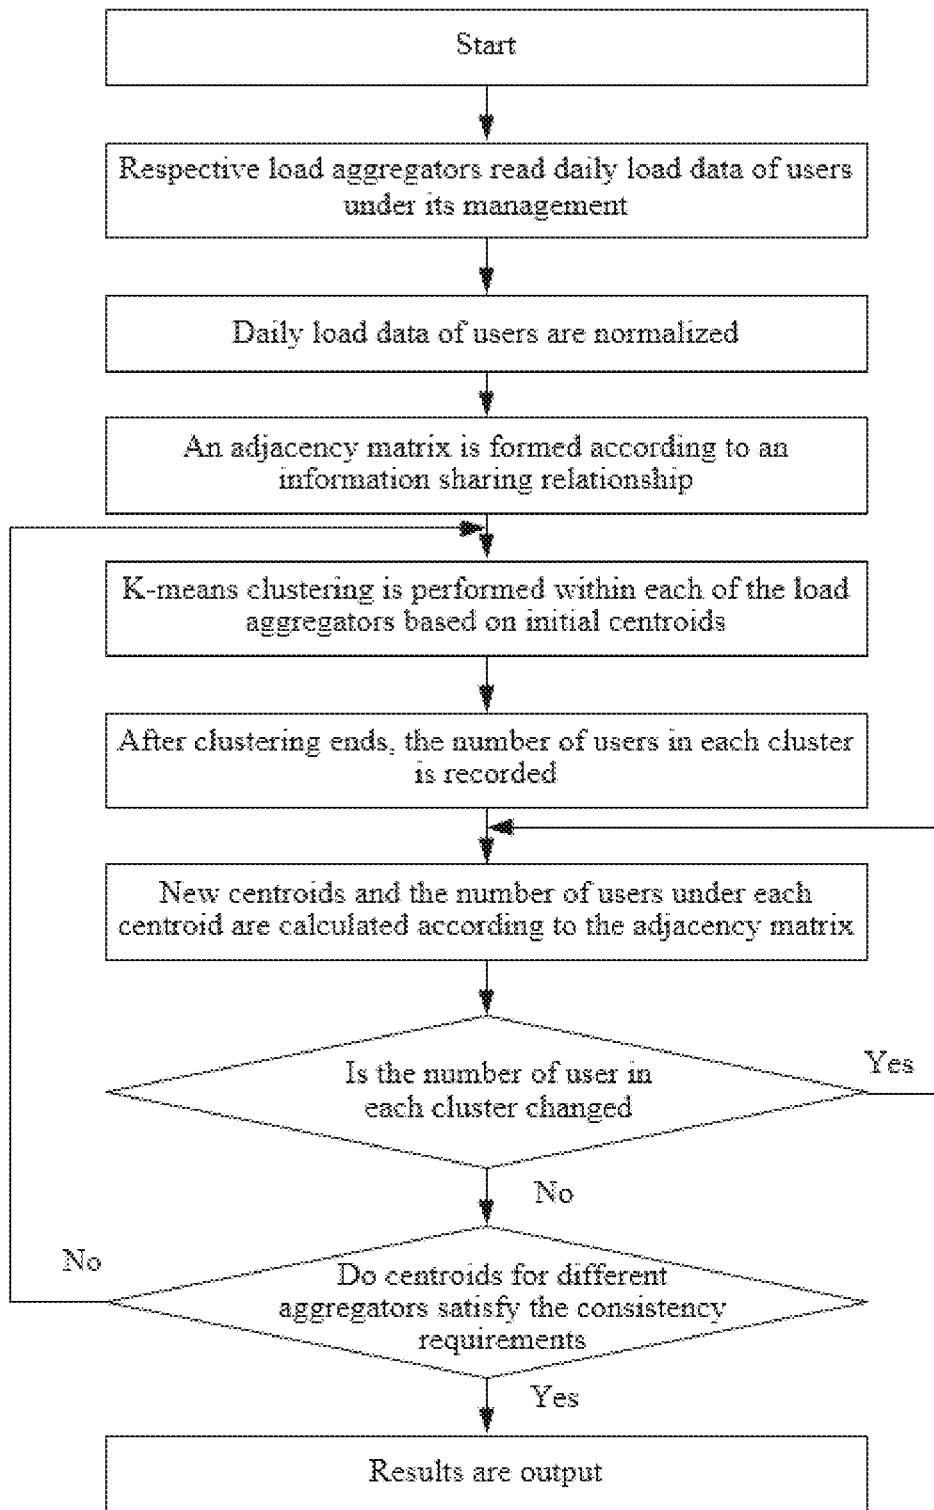 Start
Respective load aggregators read daily load data of users
under its management
Daily load data of users are normalized
An adjacency matrix is formed according to an
information sharing relationship
K-means clustering is performed within each of the load
aggregators based on initial centroids
After clustering ends, the number of users in each cluster
is recorded
New centroids and the number of users under each
centroid are calculated according to the adjacency matrix
Is the number of user in
each cluster changed
Yes
No
Do centroids for different
aggregators satisfy the consistency
requirements
No
Yes
Results are output